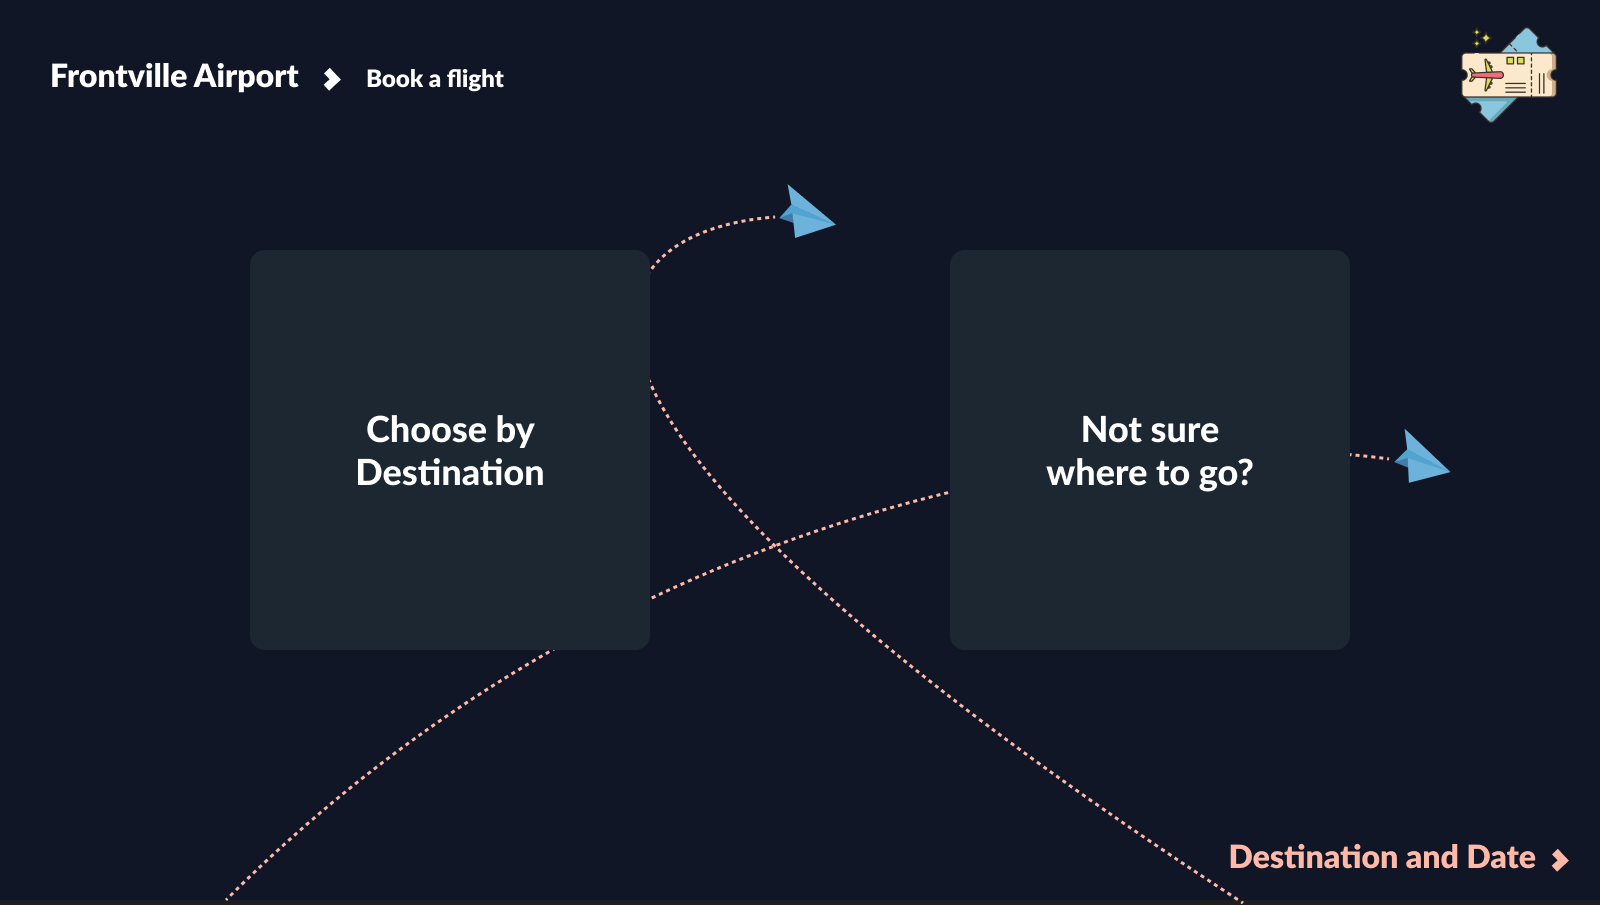 Frontville Airport
Book a flight
Choose by
Destination
Not sure
where to go?
Destination and Date